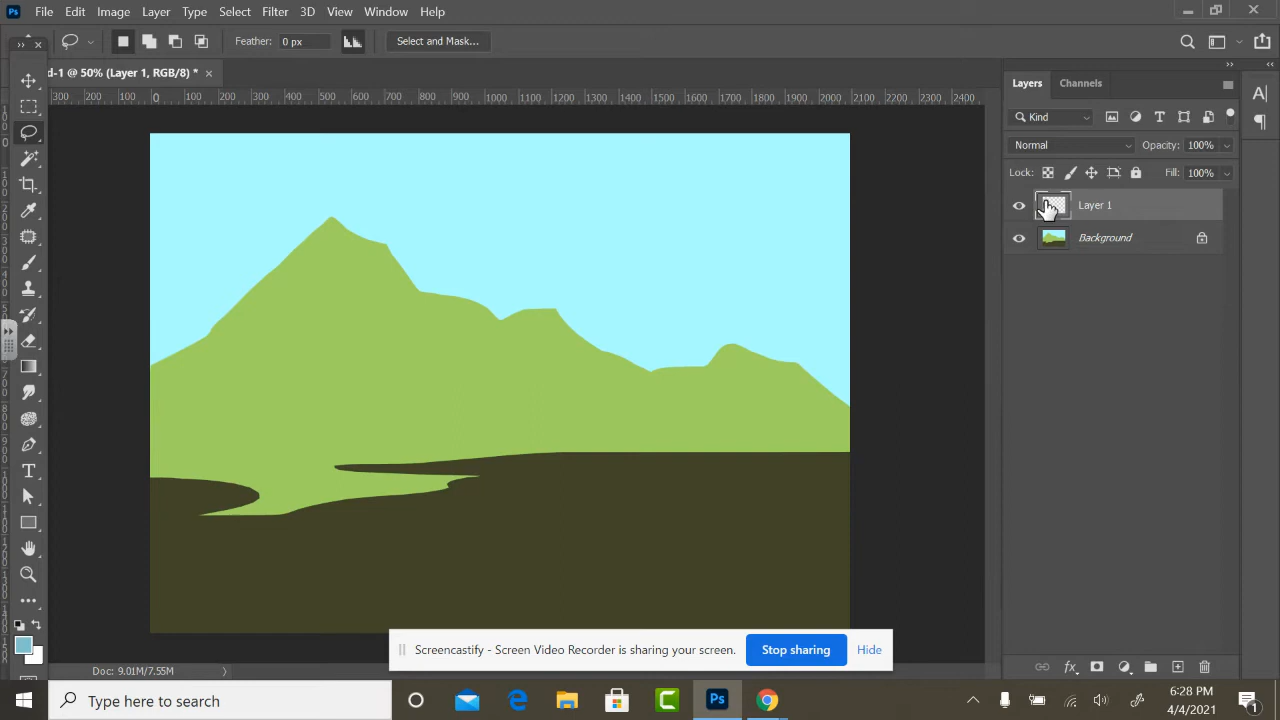 Ps File Edit Image Layer Type Select Filter 3D View Window Help
Feather: 0 px Select and Mask...
d-1 @ 50% (Layer 1, RGB/8) * ×
300 200 100 0 100 200 300 400 500 600 700 800 900 1000 1100 1200 1300 1400 1500 1600 1700 1800 1900 2000 2100 2200 2300 2400
Layers Channels
Kind
Normal Opacity: 100%
Lock: Fill: 100%
Layer 1
Background
Screencastify - Screen Video Recorder is sharing your screen. Stop sharing Hide
Doc: 9.01M/7.55M
Type here to search
6:28 PM
4/4/2021
1